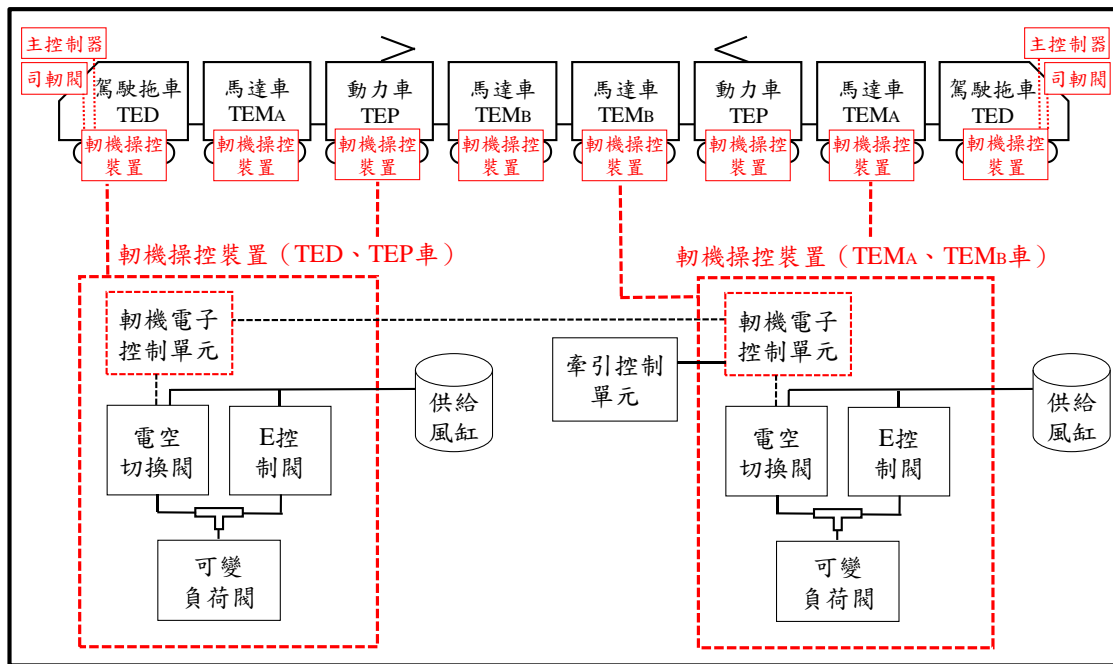 主控制器
司軔閥
駕駛拖車
TED
馬達車
TEMA
動力車
TEP
馬達車
TEMB
馬達車
TEMB
動力車
TEP
馬達車
TEMA
駕駛拖車
TED
主控制器
司軔閥
軔機操控
裝置
軔機操控
裝置
軔機操控
裝置
軔機操控
裝置
軔機操控
裝置
軔機操控
裝置
軔機操控
裝置
軔機操控
裝置
軔機操控裝置（TED、TEP車）
軔機電子
控制單元
電空
切換閥
E控
制閥
供給
風缸
可變
負荷閥
軔機操控裝置（TEMA、TEMB車）
牽引控制
單元
軔機電子
控制單元
電空
切換閥
E控
制閥
供給
風缸
可變
負荷閥